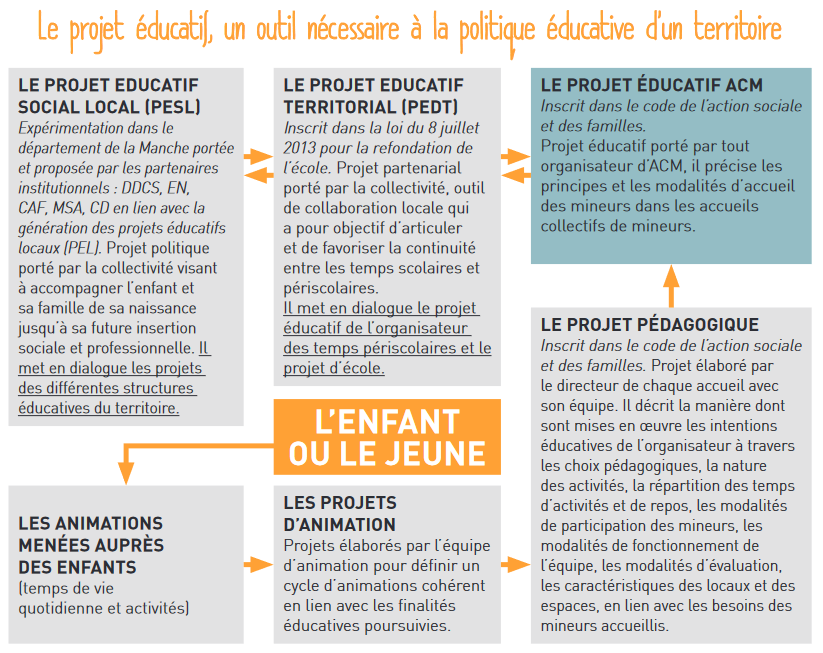 Le projet éducatif, un outil nécessaire à la politique éducative d'un territoire
LE PROJET EDUCATIF
SOCIAL LOCAL (PESL)
Expérimentation dans le
département de la Manche portée
et proposée par les partenaires
institutionnels : DDCS, EN,
CAF, MSA, CD en lien avec la
génération des projets éducatifs
locaux (PEL). Projet politique
porté par la collectivité visant
à accompagner l'enfant et
sa famille de sa naissance
jusqu'à sa future insertion
sociale et professionnelle. Il
met en dialogue les projets
des différentes structures
éducatives du territoire.
LE PROJET EDUCATIF
TERRITORIAL (PEDT)
Inscrit dans la loi du 8 juillet
2013 pour la refondation de
l'école. Projet partenarial
porté par la collectivité, outil
de collaboration locale qui
a pour objectif d'articuler
et de favoriser la continuité
entre les temps scolaires et
périscolaires.
Il met en dialogue le projet
éducatif de l'organisateur
des temps périscolaires et le
projet d'école.
LE PROJET ÉDUCATIF ACM
Inscrit dans le code de l'action sociale
et des familles.
Projet éducatif porté par tout
organisateur d'ACM, il précise les
principes et les modalités d'accueil
des mineurs dans les accueils
collectifs de mineurs.
L'ENFANT
OU LE JEUNE
LES ANIMATIONS
MENÉES AUPRÈS
DES ENFANTS
(temps de vie
quotidienne et activités)
LES PROJETS
D'ANIMATION
Projets élaborés par l'équipe
d'animation pour définir un
cycle d'animations cohérent
en lien avec les finalités
éducatives poursuivies.
LE PROJET PÉDAGOGIQUE
Inscrit dans le code de l'action sociale
et des familles. Projet élaboré par
le directeur de chaque accueil avec
son équipe. Il décrit la manière dont
sont mises en œuvre les intentions
éducatives de l'organisateur à travers
les choix pédagogiques, la nature
des activités, la répartition des temps
d'activités et de repos, les modalités
de participation des mineurs, les
modalités de fonctionnement de
l'équipe, les modalités d'évaluation,
les caractéristiques des locaux et des
espaces, en lien avec les besoins des
mineurs accueillis.